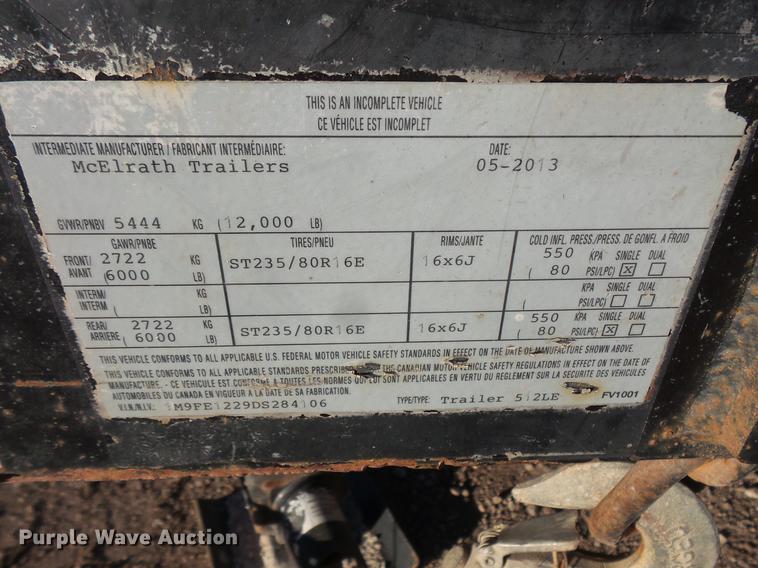 THIS IS AN INCOMPLETE VEHICLE
CE VÉHICLE EST INCOMPLET
INTERMEDIATE MANUFACTURER / FABRICANT INTERMÉDIAIRE: DATE:
McElrath Trailers 05-2013
GVWR/PNBV 5444 KG (12,000 LB)
GAWR/PNBE TIRES/PNEU RIMS/JANTE COLD INFL. PRESS./PRESS. DE GONFL. A FROID
FRONT/ 2722 KG ST235/80R16E 16x6J 550 KPA SINGLE DUAL
AVANT (6000 LB) ( 80 PSI/LPC) ☒ ☐
INTERM/ KG KPA SINGLE DUAL
INTERM ( LB) ( PSI/LPC) ☐ ☐
REAR/ 2722 KG ST235/80R16E 16x6J 550 KPA SINGLE DUAL
ARRIERE (6000 LB) ( 80 PSI/LPC) ☒ ☐
THIS VEHICLE CONFORMS TO ALL APPLICABLE U.S. FEDERAL MOTOR VEHICLE SAFETY STANDARDS IN EFFECT ON THE DATE OF MANUFACTURE SHOWN ABOVE.
THIS VEHICLE CONFORMS TO ALL APPLICABLE STANDARDS PRESCRIBED THE CANADIAN MOTOR VEHICLE SAFETY REGULATIONS IN EFFECT ON THE DATE OF
MANUFACTURE. - CE VEHICULE EST CONFORME A TOUTES LES NORMES QUI LUI SONT APPLICABLES EN VERTU DU REGLEMENT SUR LA SECURITE DES VEHICULES
AUTOMOBILES DU CANADA EN VIGUEUR A LA DATE DE SA FABRICATION.
V.I.N./N.I.V. 1M9FE1229DS284106 TYPE/TYPE: Trailer 512LE FV1001
Purple Wave Auction